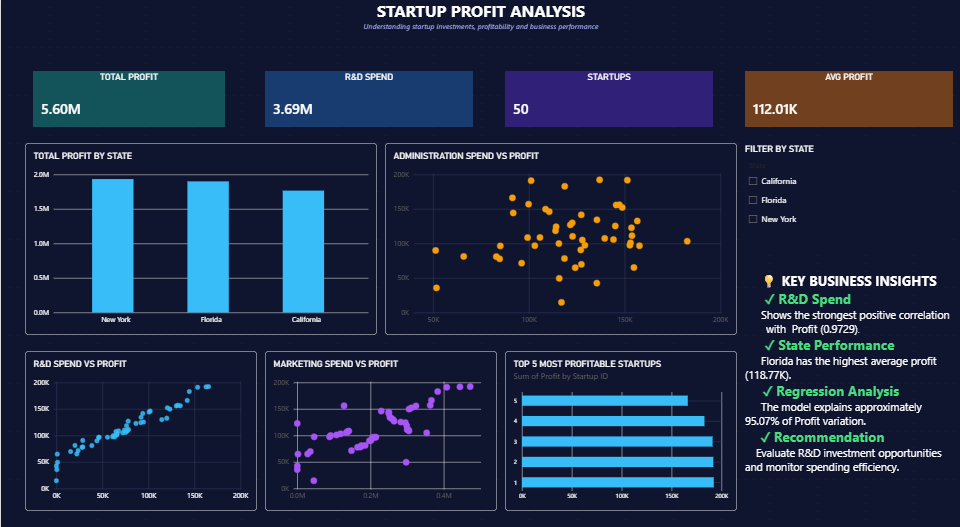 STARTUP PROFIT ANALYSIS
Understanding startup investments, profitability and business performance
TOTAL PROFIT
5.60M
R&D SPEND
3.69M
STARTUPS
50
AVG PROFIT
112.01K
TOTAL PROFIT BY STATE
2.0M
1.5M
1.0M
0.5M
0.0M
New York
Florida
California
ADMINISTRATION SPEND VS PROFIT
200K
150K
100K
50K
0K
50K
100K
150K
200K
FILTER BY STATE
California
Florida
New York
R&D SPEND VS PROFIT
200K
150K
100K
50K
0K
0K
50K
100K
150K
200K
MARKETING SPEND VS PROFIT
200K
150K
100K
50K
0K
0.0M
0.2M
0.4M
TOP 5 MOST PROFITABLE STARTUPS
Sum of Profit by Startup ID
5
4
3
2
1
0K
50K
100K
150K
200K
KEY BUSINESS INSIGHTS
✓ R&D Spend
Shows the strongest positive correlation
with Profit (0.9729).
✓ State Performance
Florida has the highest average profit
(118.77K).
✓ Regression Analysis
The model explains approximately
95.07% of Profit variation.
✓ Recommendation
Evaluate R&D investment opportunities
and monitor spending efficiency.